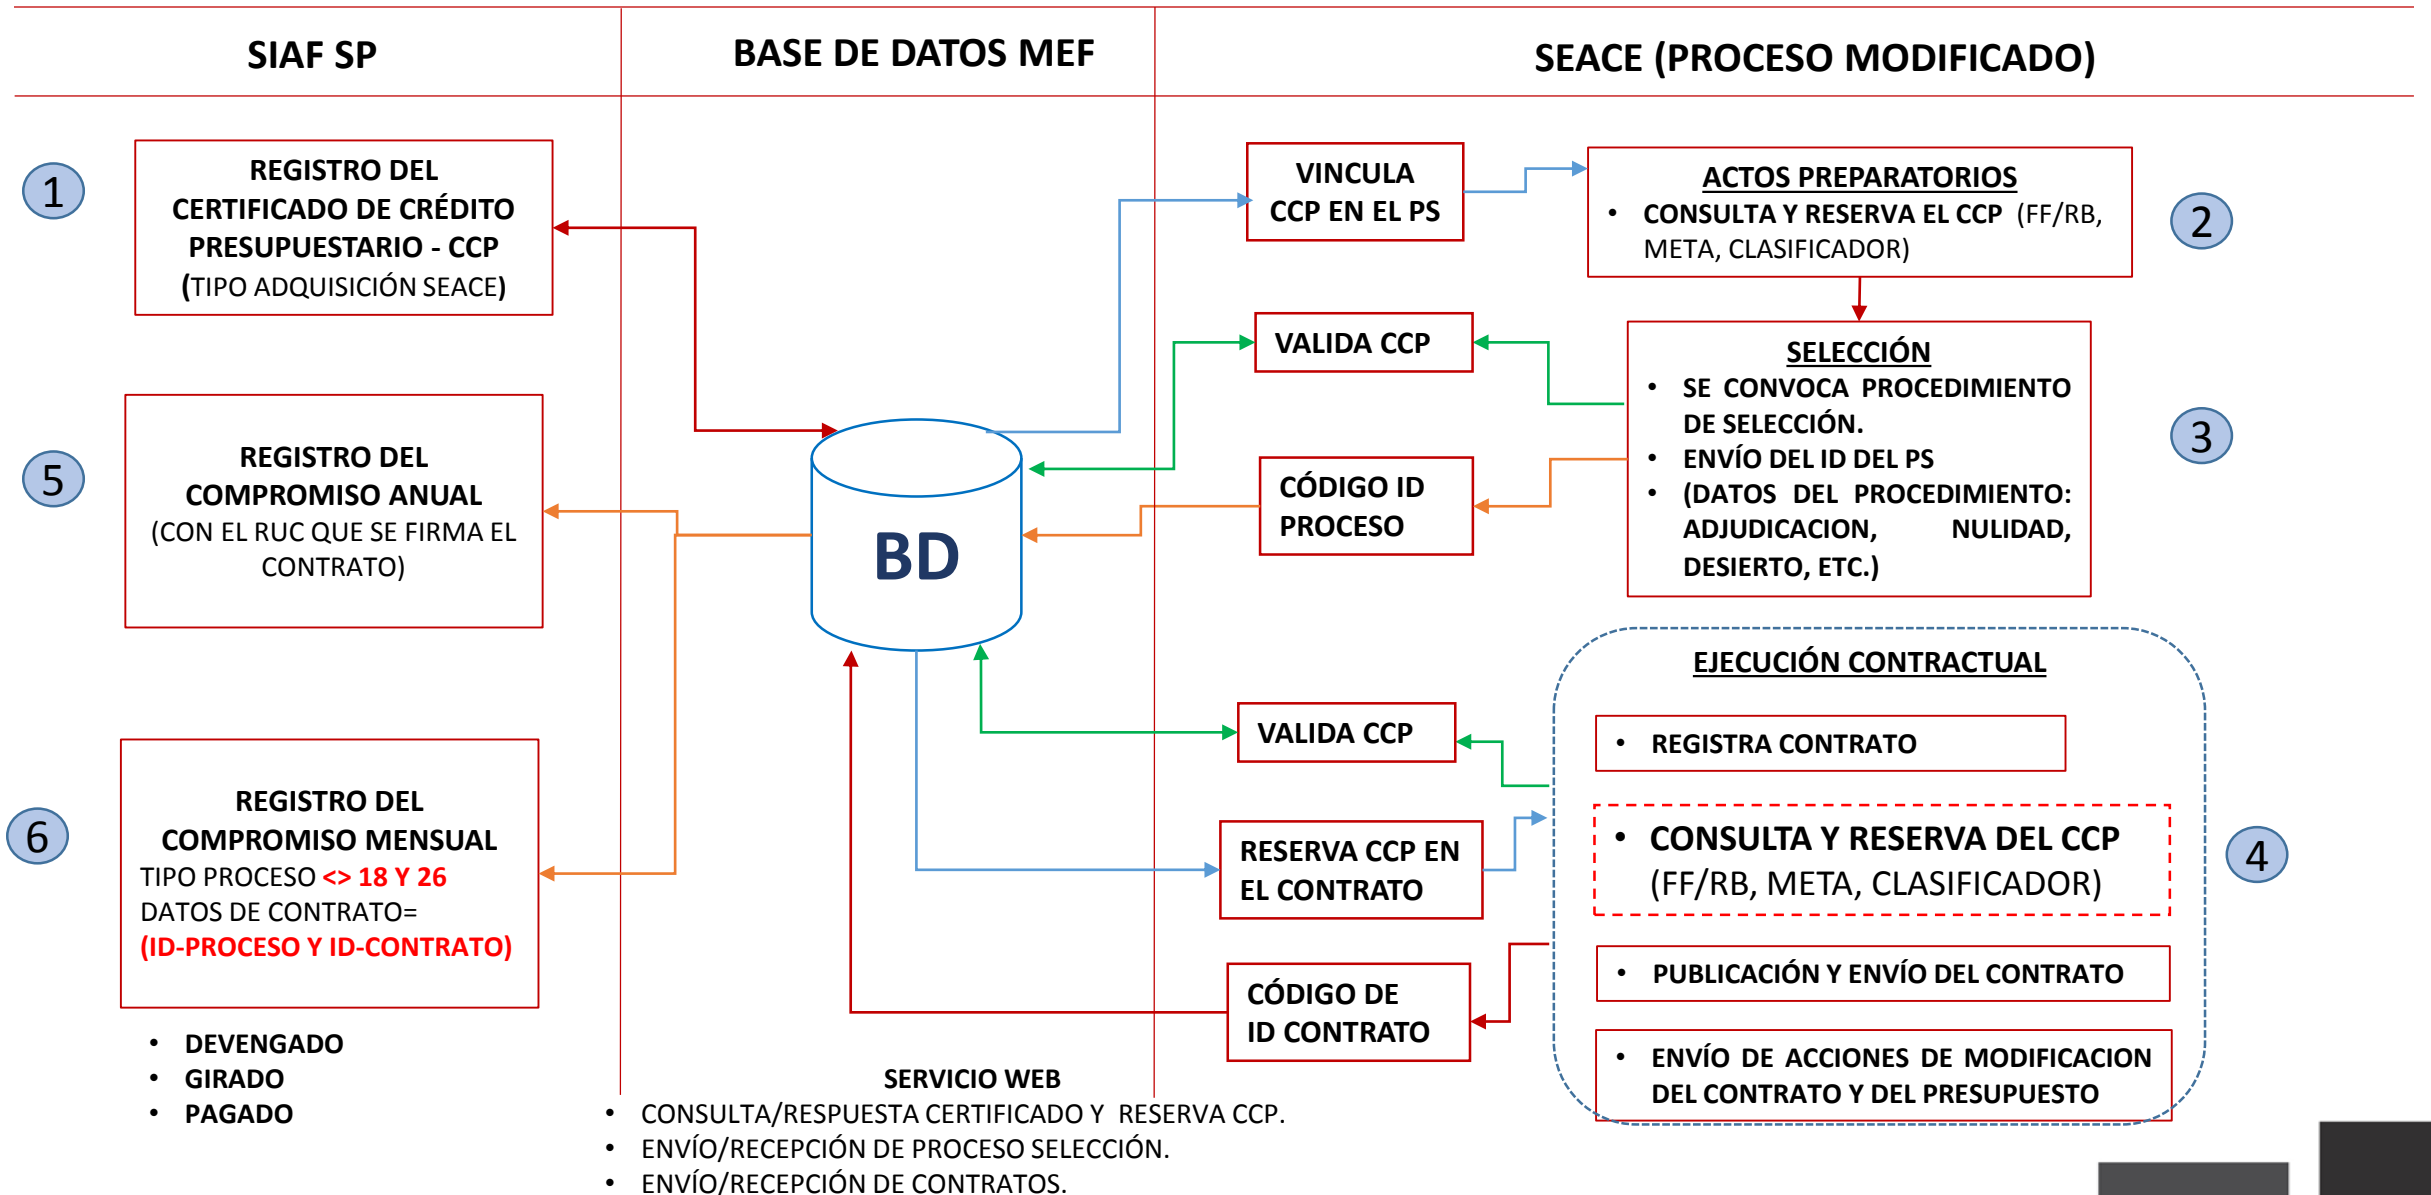 SIAF SP
BASE DE DATOS MEF
SEACE (PROCESO MODIFICADO)
1
REGISTRO DEL
CERTIFICADO DE CRÉDITO
PRESUPUESTARIO - CCP
(TIPO ADQUISICIÓN SEACE)
5
REGISTRO DEL
COMPROMISO ANUAL
(CON EL RUC QUE SE FIRMA EL
CONTRATO)
6
REGISTRO DEL
COMPROMISO MENSUAL
TIPO PROCESO <> 18 Y 26
DATOS DE CONTRATO=
(ID-PROCESO Y ID-CONTRATO)
• DEVENGADO
• GIRADO
• PAGADO
BD
SERVICIO WEB
• CONSULTA/RESPUESTA CERTIFICADO Y RESERVA CCP.
• ENVÍO/RECEPCIÓN DE PROCESO SELECCIÓN.
• ENVÍO/RECEPCIÓN DE CONTRATOS.
VINCULA
CCP EN EL PS
VALIDA CCP
CÓDIGO ID
PROCESO
VALIDA CCP
RESERVA CCP EN
EL CONTRATO
CÓDIGO DE
ID CONTRATO
ACTOS PREPARATORIOS
• CONSULTA Y RESERVA EL CCP (FF/RB,
META, CLASIFICADOR)
2
SELECCIÓN
• SE CONVOCA PROCEDIMIENTO
DE SELECCIÓN.
• ENVÍO DEL ID DEL PS
• (DATOS DEL PROCEDIMIENTO:
ADJUDICACION, NULIDAD,
DESIERTO, ETC.)
3
EJECUCIÓN CONTRACTUAL
• REGISTRA CONTRATO
• CONSULTA Y RESERVA DEL CCP
(FF/RB, META, CLASIFICADOR)
4
• PUBLICACIÓN Y ENVÍO DEL CONTRATO
• ENVÍO DE ACCIONES DE MODIFICACION
DEL CONTRATO Y DEL PRESUPUESTO